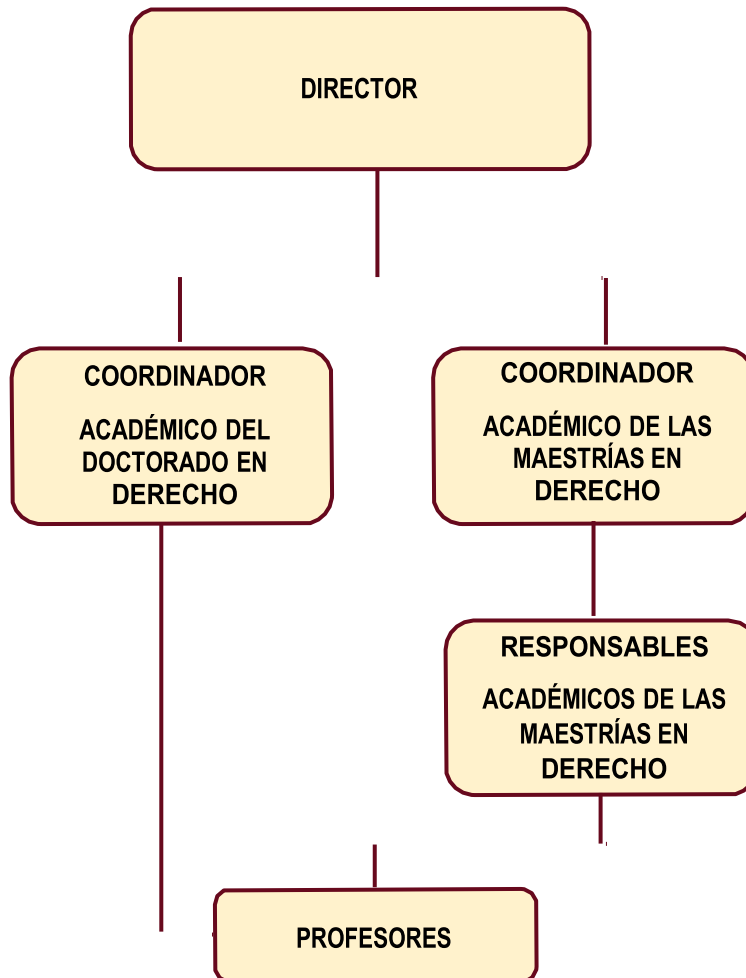 DIRECTOR
COORDINADOR
ACADÉMICO DEL
DOCTORADO EN
DERECHO
COORDINADOR
ACADÉMICO DE LAS
MAESTRÍAS EN
DERECHO
RESPONSABLES
ACADÉMICOS DE LAS
MAESTRÍAS EN
DERECHO
PROFESORES